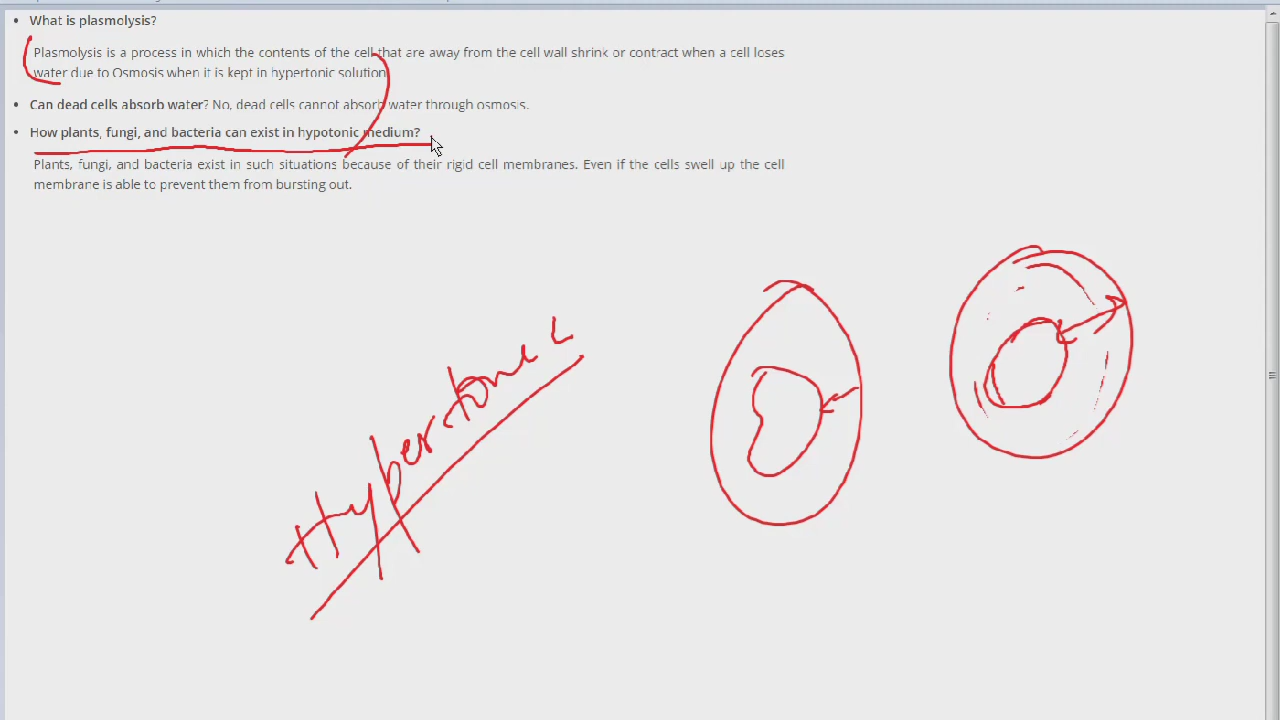 • What is plasmolysis?
Plasmolysis is a process in which the contents of the cell that are away from the cell wall shrink or contract when a cell loses
water due to Osmosis when it is kept in hypertonic solution
• Can dead cells absorb water? No, dead cells cannot absorb water through osmosis.
• How plants, fungi, and bacteria can exist in hypotonic medium?
Plants, fungi, and bacteria exist in such situations because of their rigid cell membranes. Even if the cells swell up the cell
membrane is able to prevent them from bursting out.
Hypertonic